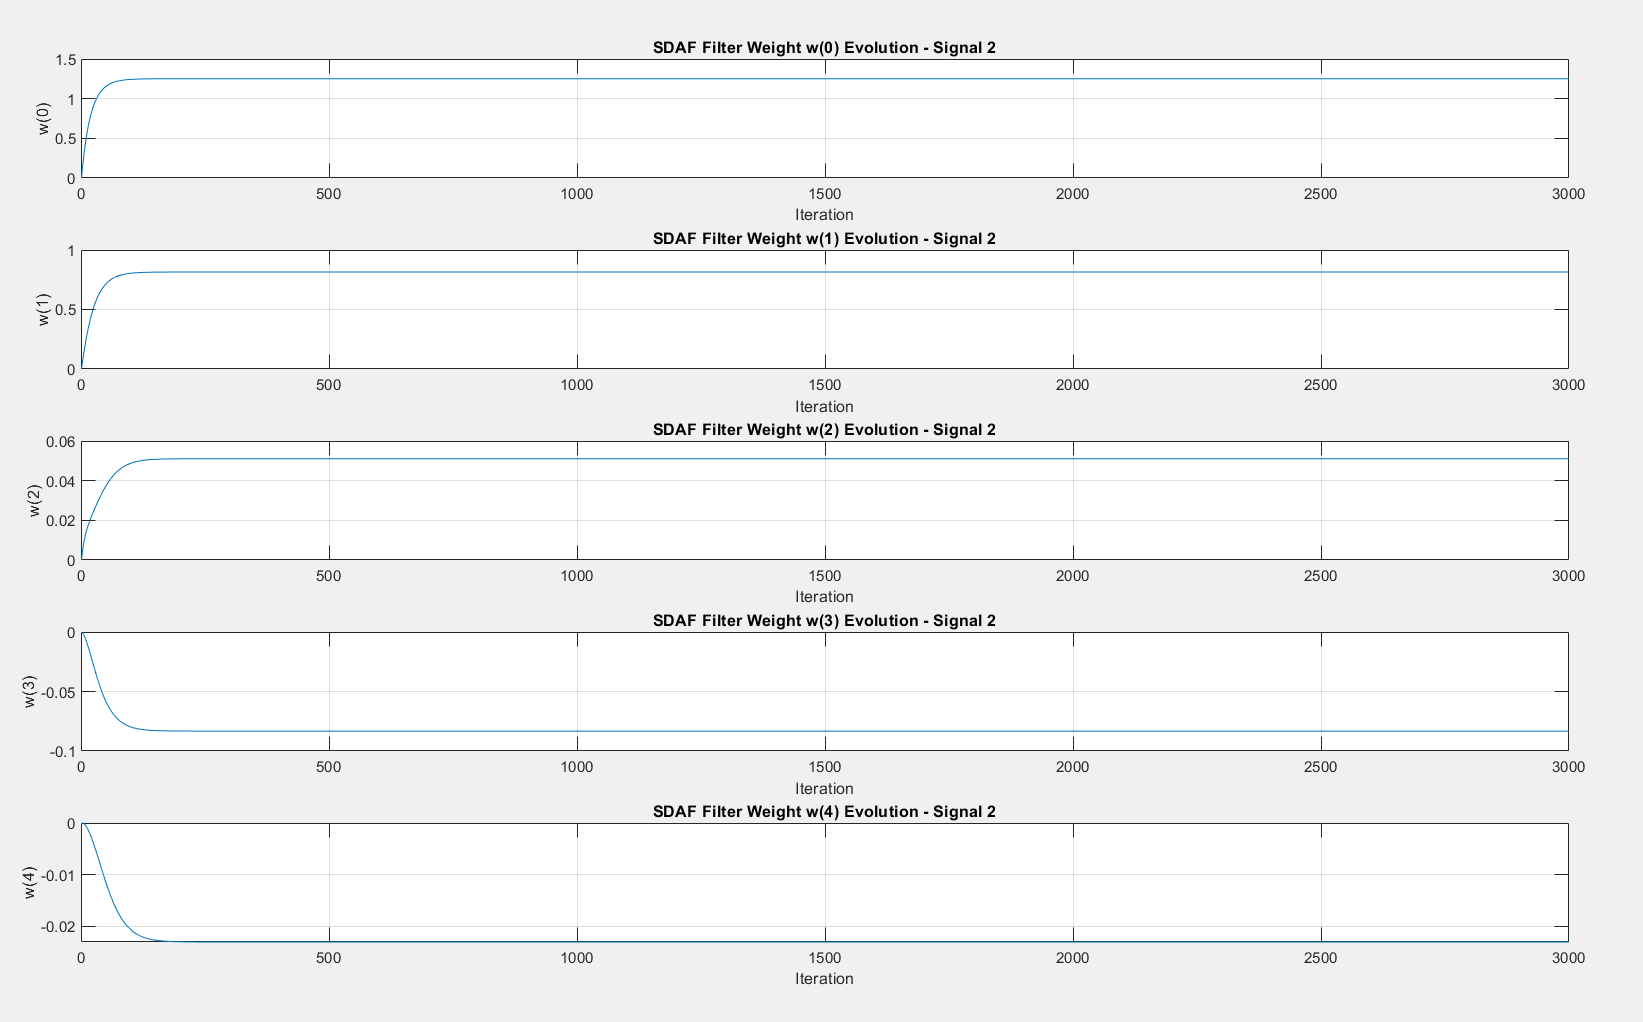 SDAF Filter Weight w(0) Evolution - Signal 2
1.5
1
0.5
0
w(0)
0 500 1000 1500 2000 2500 3000
Iteration
SDAF Filter Weight w(1) Evolution - Signal 2
1
0.5
0
w(1)
0 500 1000 1500 2000 2500 3000
Iteration
SDAF Filter Weight w(2) Evolution - Signal 2
0.06
0.04
0.02
0
w(2)
0 500 1000 1500 2000 2500 3000
Iteration
SDAF Filter Weight w(3) Evolution - Signal 2
0
-0.05
-0.1
w(3)
0 500 1000 1500 2000 2500 3000
Iteration
SDAF Filter Weight w(4) Evolution - Signal 2
0
-0.01
-0.02
w(4)
0 500 1000 1500 2000 2500 3000
Iteration